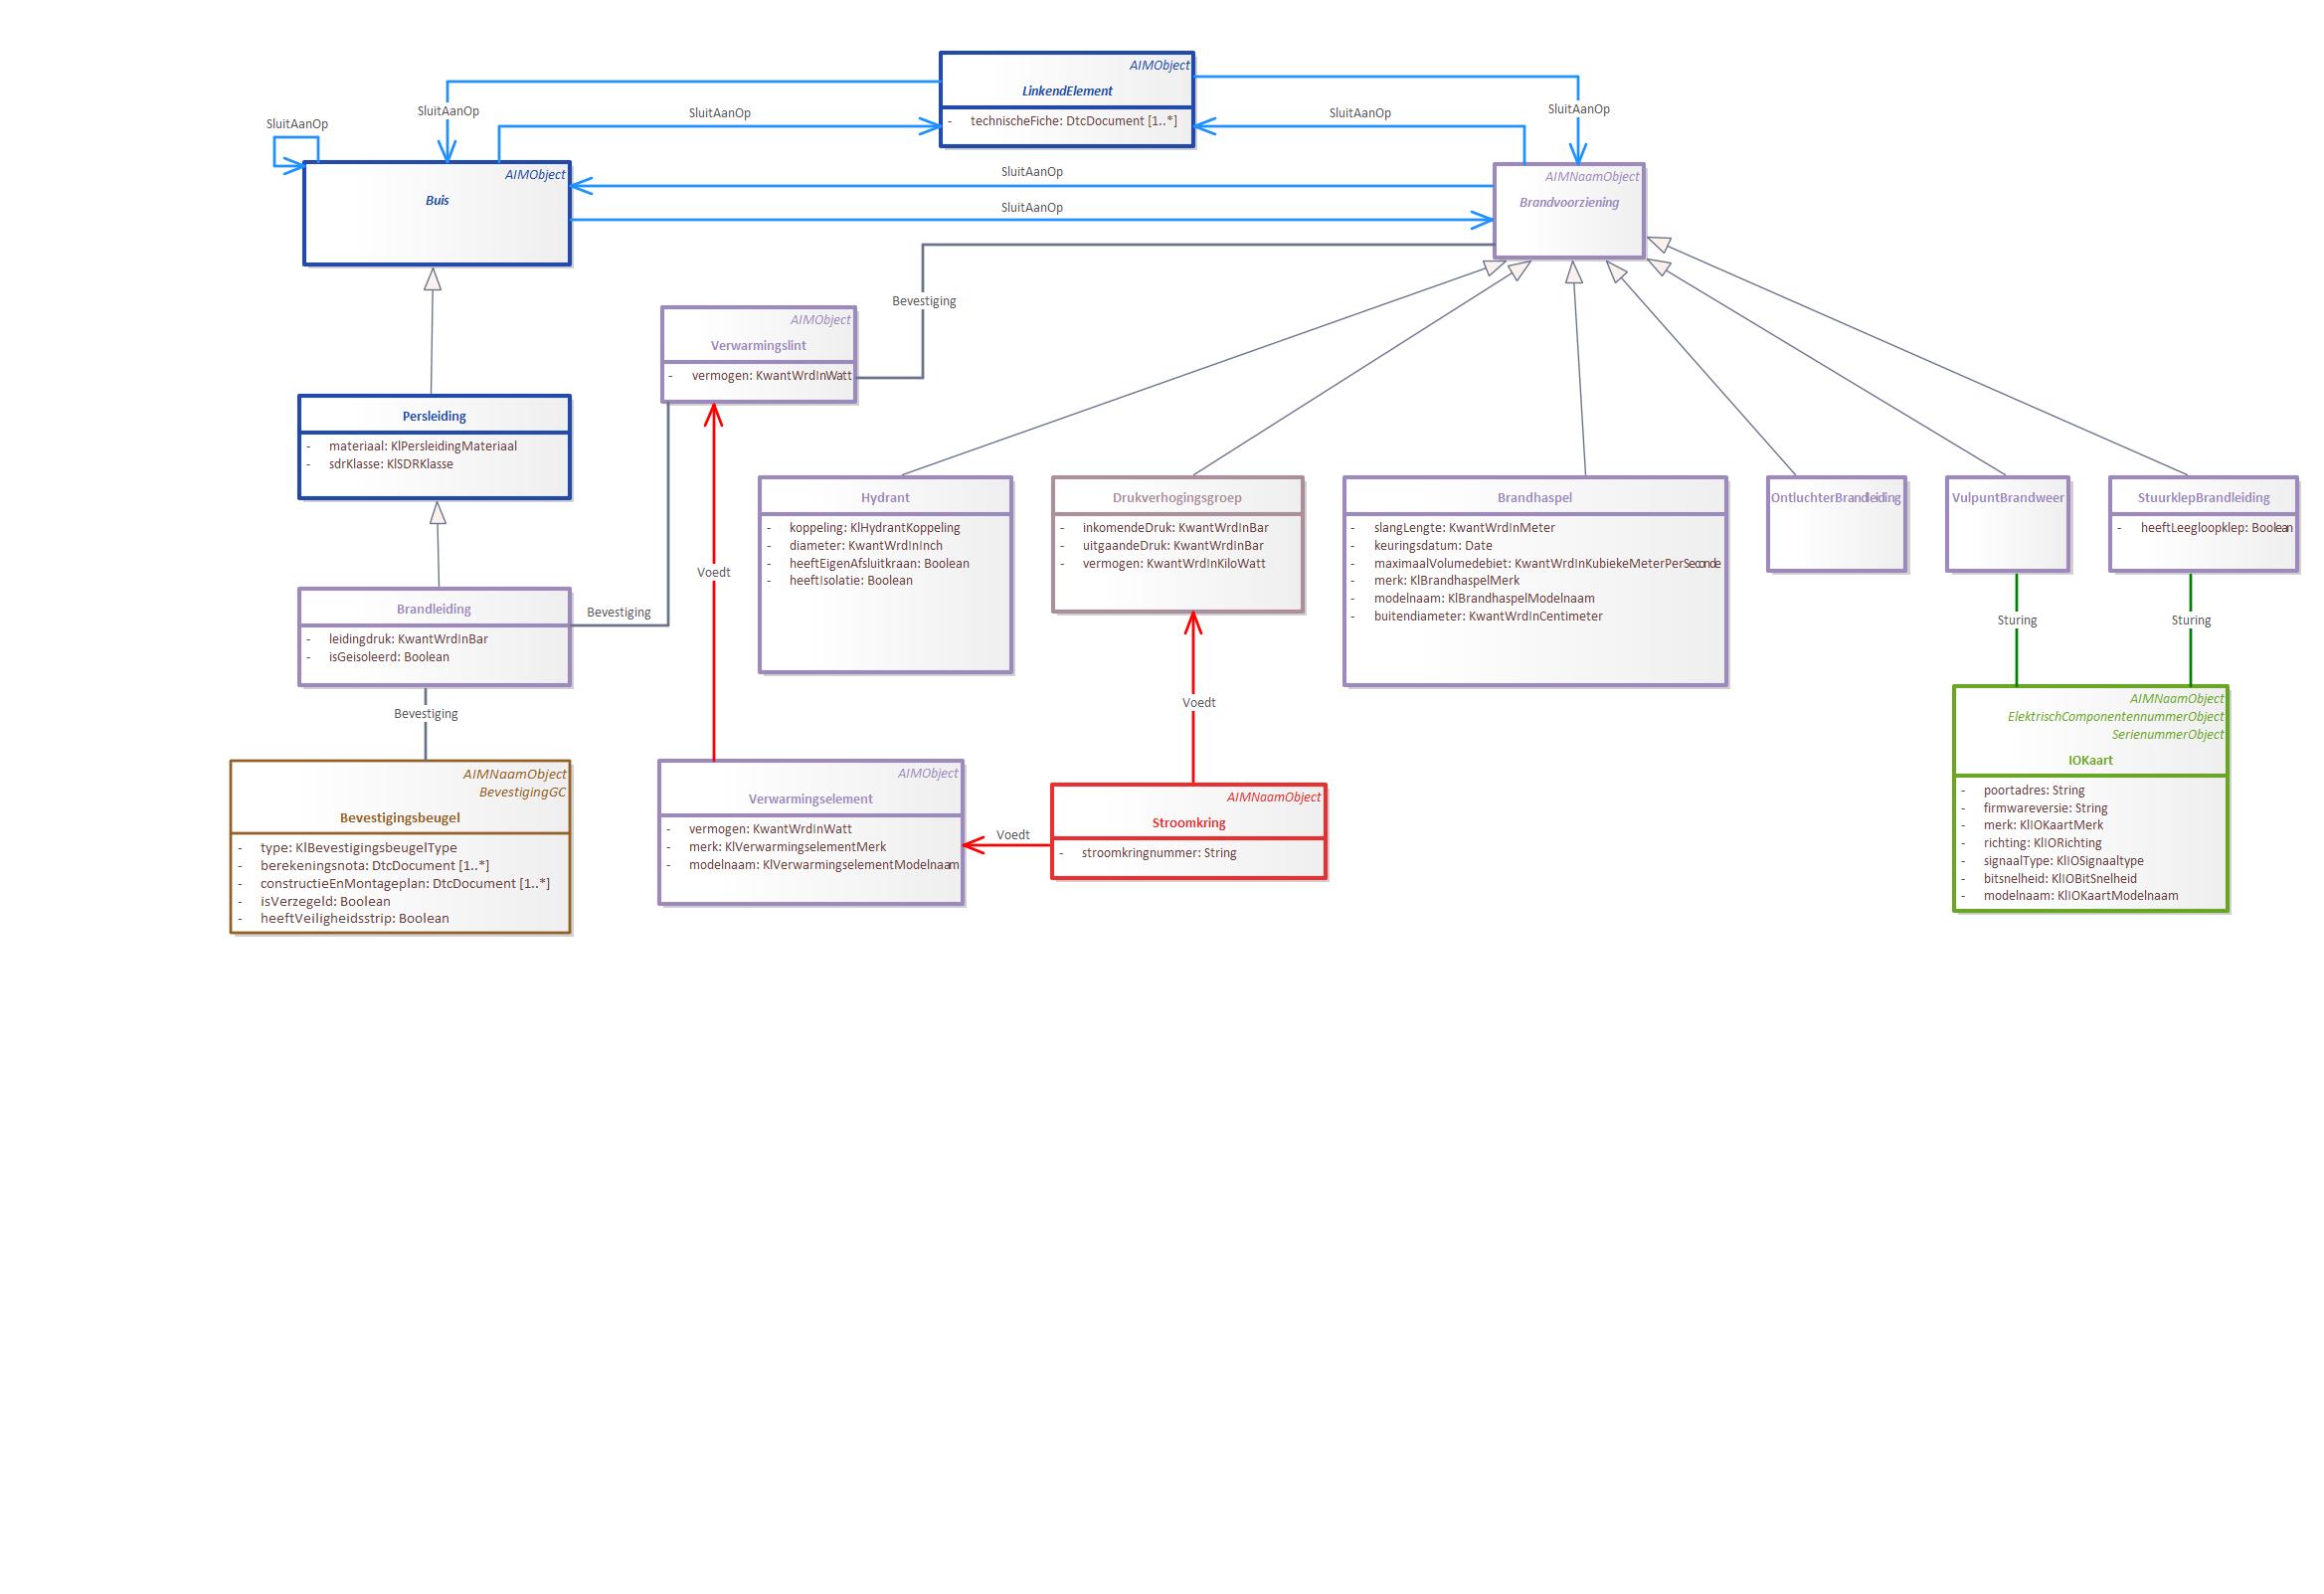 AIMObject
LinkendElement
- technischeFiche: DtcDocument [1..*]
SluitAanOp
SluitAanOp
SluitAanOp
SluitAanOp
SluitAanOp
SluitAanOp
SluitAanOp
AIMObject
Buis
AIMNaamObject
Brandvoorziening
Bevestiging
AIMObject
Verwarmingslint
- vermogen: KwantWrdInWatt
Persleiding
- materiaal: KlPersleidingMateriaal
- sdrKlasse: KlSDRKlasse
Hydrant
- koppeling: KlHydrantKoppeling
- diameter: KwantWrdInInch
- heeftEigenAfsluitkraan: Boolean
- heeftIsolatie: Boolean
Drukverhogingsgroep
- inkomendeDruk: KwantWrdInBar
- uitgaandeDruk: KwantWrdInBar
- vermogen: KwantWrdInKiloWatt
Brandhaspel
- slangLengte: KwantWrdInMeter
- keuringsdatum: Date
- maximaalVolumedebiet: KwantWrdInKubiekeMeterPerSeconde
- merk: KlBrandhaspelMerk
- modelnaam: KlBrandhaspelModelnaam
- buitendiameter: KwantWrdInCentimeter
OntluchterBrandleiding
VulpuntBrandweer
StuurklepBrandleiding
- heeftLeegloopklep: Boolean
Voedt
Brandleiding
- leidingdruk: KwantWrdInBar
- isGeisoleerd: Boolean
Bevestiging
Sturing
Sturing
Bevestiging
Voedt
AIMNaamObject
BevestigingGC
Bevestigingsbeugel
- type: KlBevestigingsbeugelType
- berekeningsnota: DtcDocument [1..*]
- constructieEnMontageplan: DtcDocument [1..*]
- isVerzegeld: Boolean
- heeftVeiligheidsstrip: Boolean
AIMObject
Verwarmingselement
- vermogen: KwantWrdInWatt
- merk: KlVerwarmingselementMerk
- modelnaam: KlVerwarmingselementModelnaam
Voedt
AIMNaamObject
Stroomkring
- stroomkringnummer: String
AIMNaamObject
ElektrischComponentennummerObject
SerienummerObject
IOKaart
- poortadres: String
- firmwareversie: String
- merk: KlIOKaartMerk
- richting: KlIORichting
- signaalType: KlIOSignaaltype
- bitsnelheid: KlIOBitSnelheid
- modelnaam: KlIOKaartModelnaam